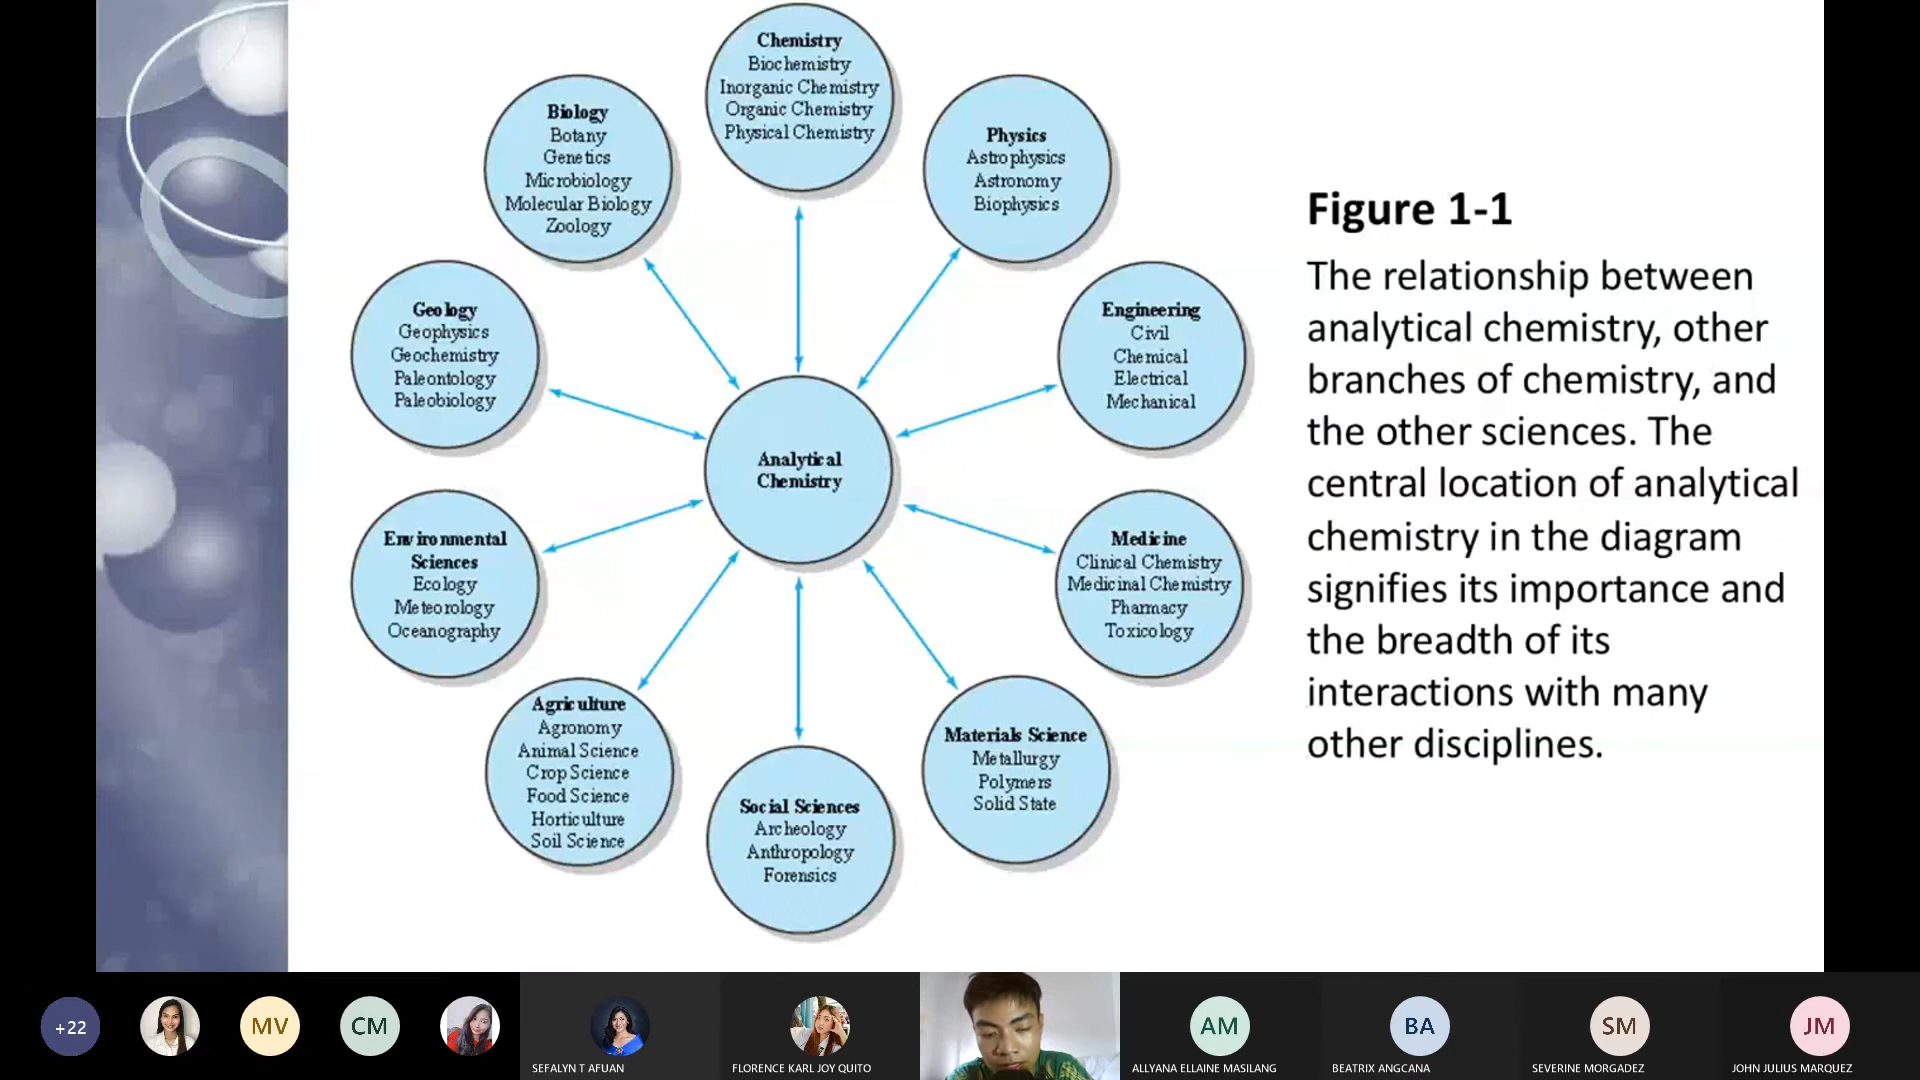 Chemistry
Biochemistry
Inorganic Chemistry
Organic Chemistry
Physical Chemistry
Biology
Botany
Genetics
Microbiology
Molecular Biology
Zoology
Physics
Astrophysics
Astronomy
Biophysics
Geology
Geophysics
Geochemistry
Paleontology
Paleobiology
Engineering
Civil
Chemical
Electrical
Mechanical
Analytical
Chemistry
Environmental
Sciences
Ecology
Meteorology
Oceanography
Medicine
Clinical Chemistry
Medicinal Chemistry
Pharmacy
Toxicology
Agriculture
Agronomy
Animal Science
Crop Science
Food Science
Horticulture
Soil Science
Social Sciences
Archeology
Anthropology
Forensics
Materials Science
Metallurgy
Polymers
Solid State
Figure 1-1
The relationship between
analytical chemistry, other
branches of chemistry, and
the other sciences. The
central location of analytical
chemistry in the diagram
signifies its importance and
the breadth of its
interactions with many
other disciplines.
+22
MV
CM
SEFALYN T AFUAN
FLORENCE KARL JOY QUITO
AM
ALLYANA ELLAINE MASILANG
BA
BEATRIX ANGCANA
SM
SEVERINE MORGADEZ
JM
JOHN JULIUS MARQUEZ